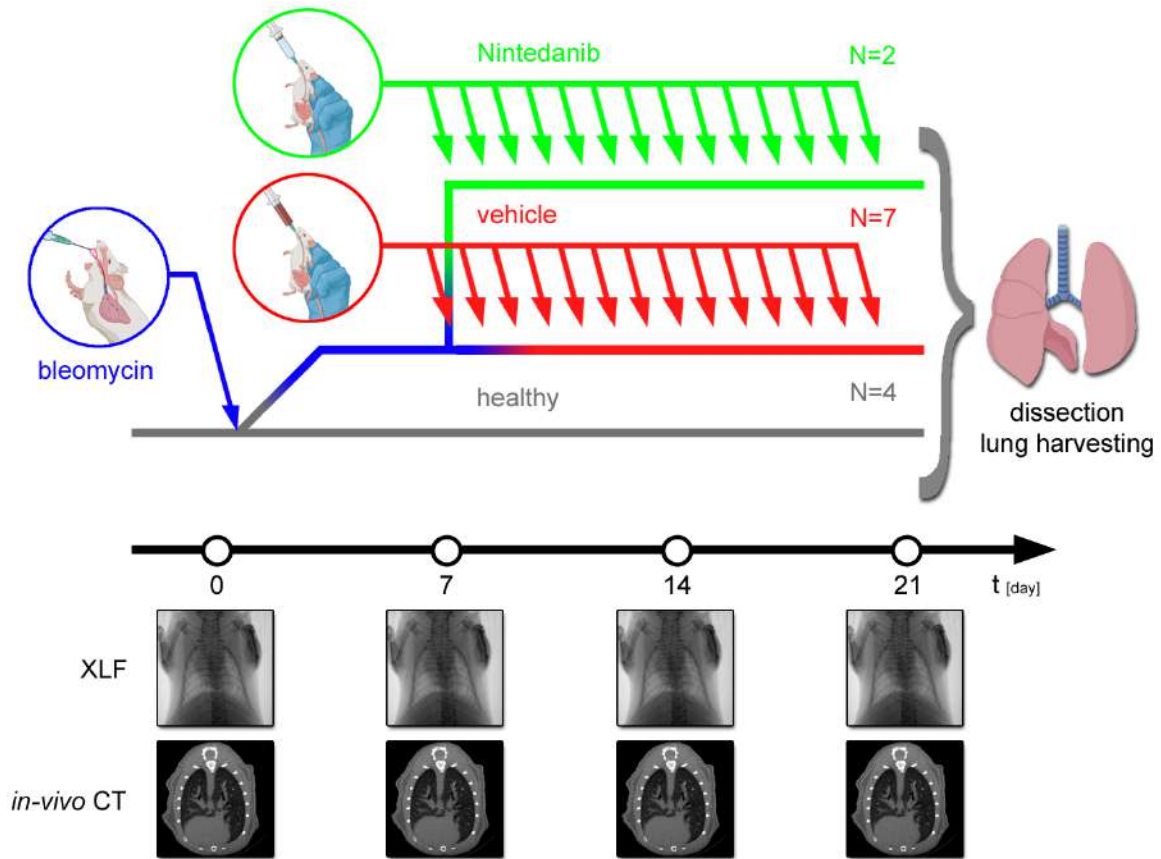 Nintedanib
N=2
vehicle
N=7
bleomycin
healthy
N=4
dissection
lung harvesting
0
7
14
21
t [day]
XLF
in-vivo CT